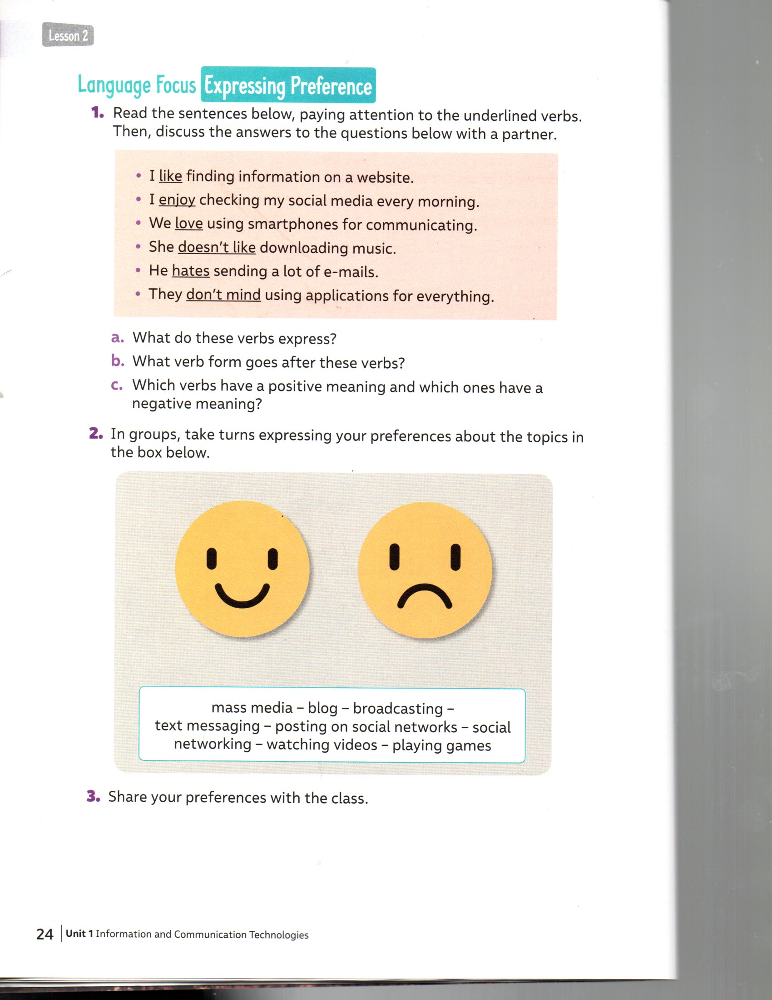 Lesson 2
Language Focus Expressing Preference
1. Read the sentences below, paying attention to the underlined verbs.
Then, discuss the answers to the questions below with a partner.
• I like finding information on a website.
• I enjoy checking my social media every morning.
• We love using smartphones for communicating.
• She doesn't like downloading music.
• He hates sending a lot of e-mails.
• They don't mind using applications for everything.
a. What do these verbs express?
b. What verb form goes after these verbs?
c. Which verbs have a positive meaning and which ones have a
negative meaning?
2. In groups, take turns expressing your preferences about the topics in
the box below.
mass media – blog – broadcasting –
text messaging – posting on social networks – social
networking – watching videos – playing games
3. Share your preferences with the class.
24 | Unit 1 Information and Communication Technologies